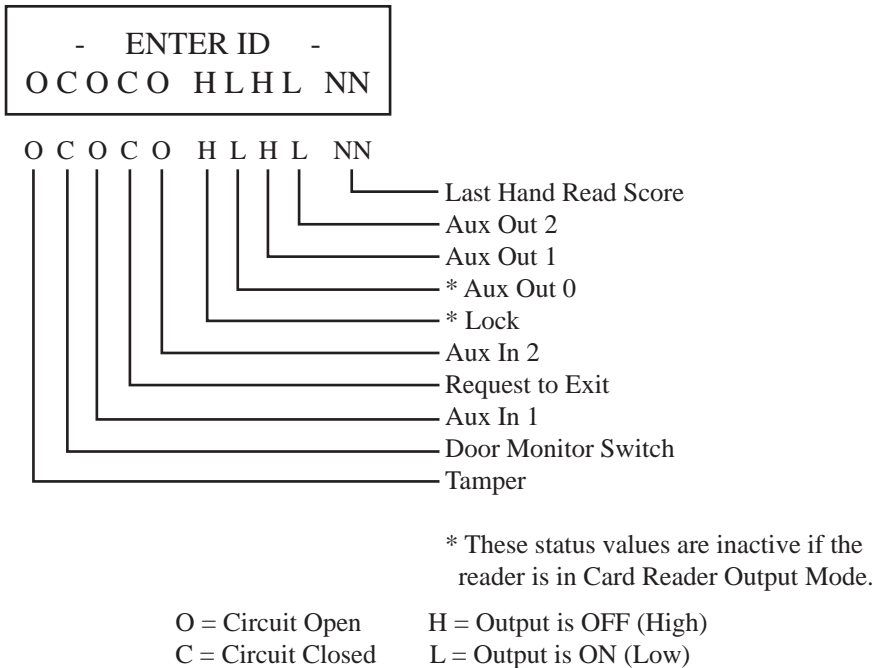 - ENTER ID -
O C O C O H L H L NN
O C O C O H L H L NN
Last Hand Read Score
Aux Out 2
Aux Out 1
* Aux Out 0
* Lock
Aux In 2
Request to Exit
Aux In 1
Door Monitor Switch
Tamper
* These status values are inactive if the
reader is in Card Reader Output Mode.
O = Circuit Open H = Output is OFF (High)
C = Circuit Closed L = Output is ON (Low)